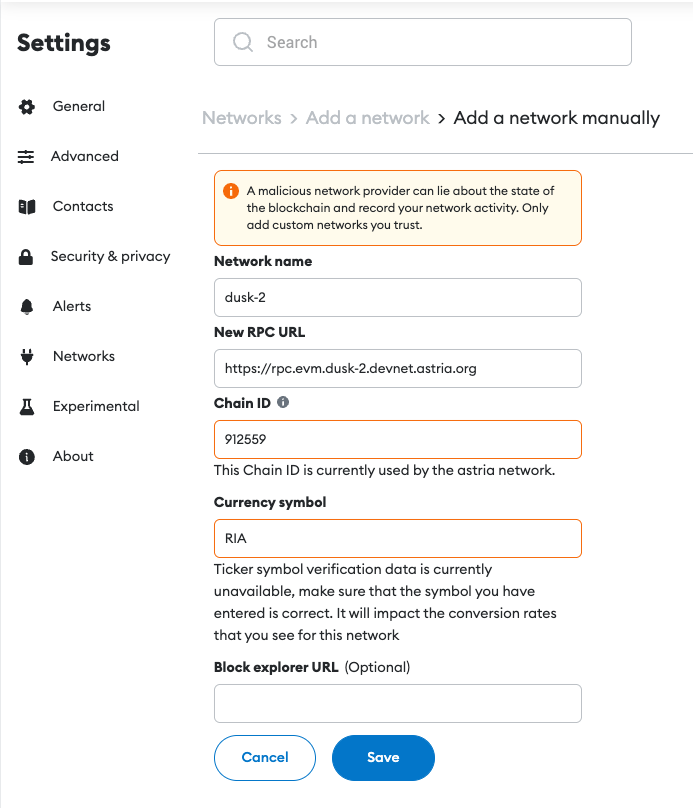 Settings
Search
General
Advanced
Contacts
Security & privacy
Alerts
Networks
Experimental
About
Networks > Add a network > Add a network manually
A malicious network provider can lie about the state of
the blockchain and record your network activity. Only
add custom networks you trust.
Network name
dusk-2
New RPC URL
https://rpc.evm.dusk-2.devnet.astria.org
Chain ID
912559
This Chain ID is currently used by the astria network.
Currency symbol
RIA
Ticker symbol verification data is currently
unavailable, make sure that the symbol you have
entered is correct. It will impact the conversion rates
that you see for this network
Block explorer URL (Optional)
Cancel
Save